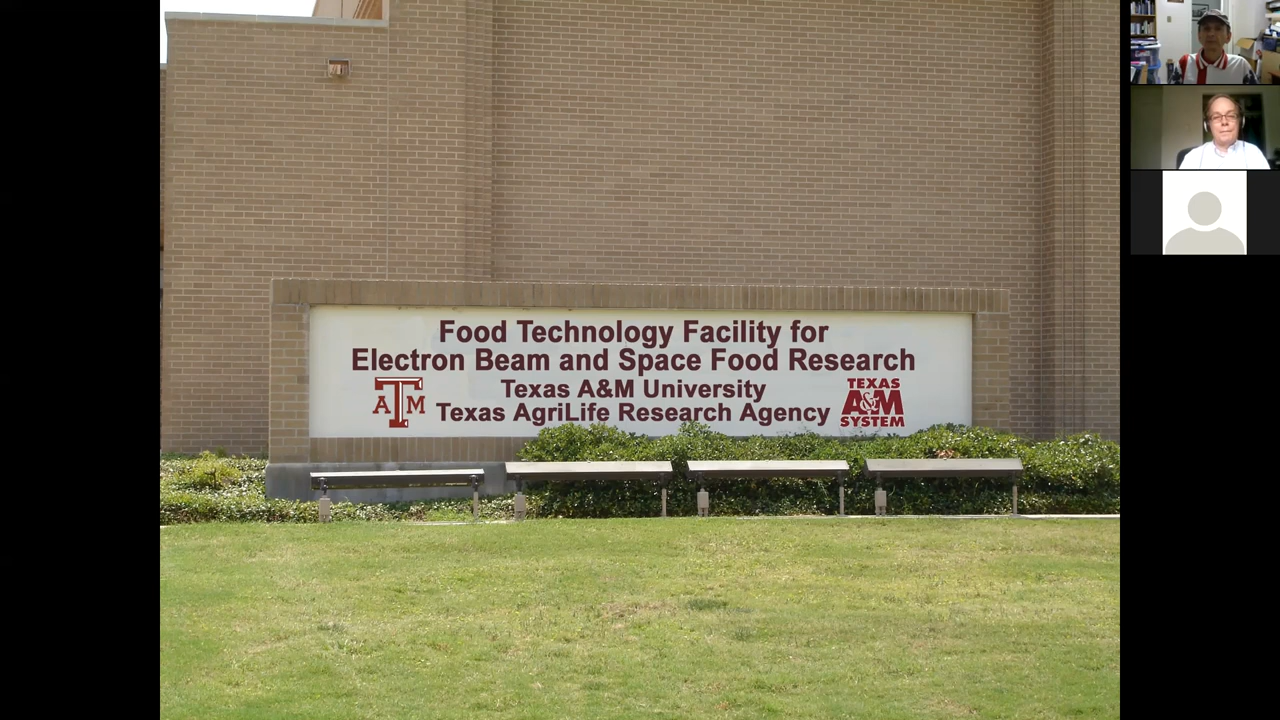 Food Technology Facility for
Electron Beam and Space Food Research
Texas A&M University
Texas AgriLife Research Agency
ATM
TEXAS
A&M
SYSTEM